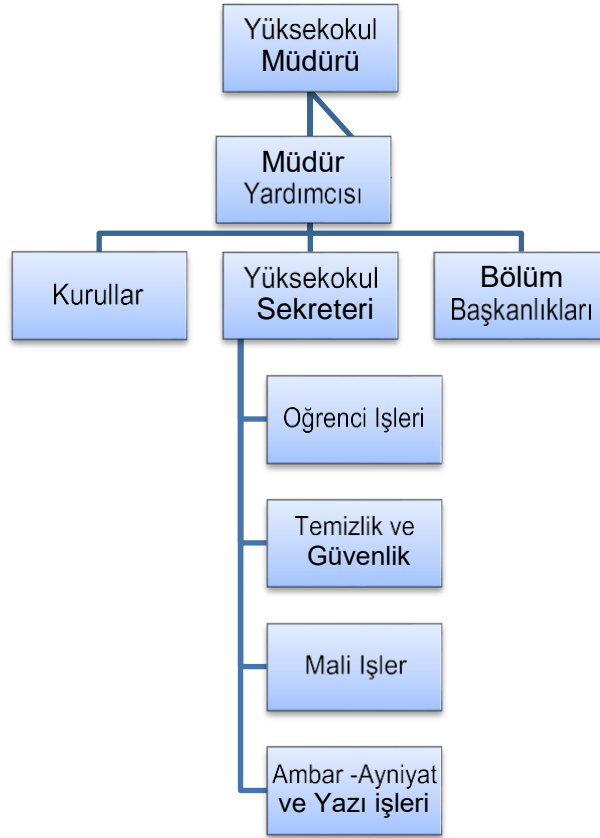 Yüksekokul
Müdürü
Müdür
Yardımcısı
Kurullar
Yüksekokul
Sekreteri
Bölüm
Başkanlıkları
Oğrenci Işleri
Temizlik ve
Güvenlik
Mali Işler
Ambar -Ayniyat
ve Yazı işleri